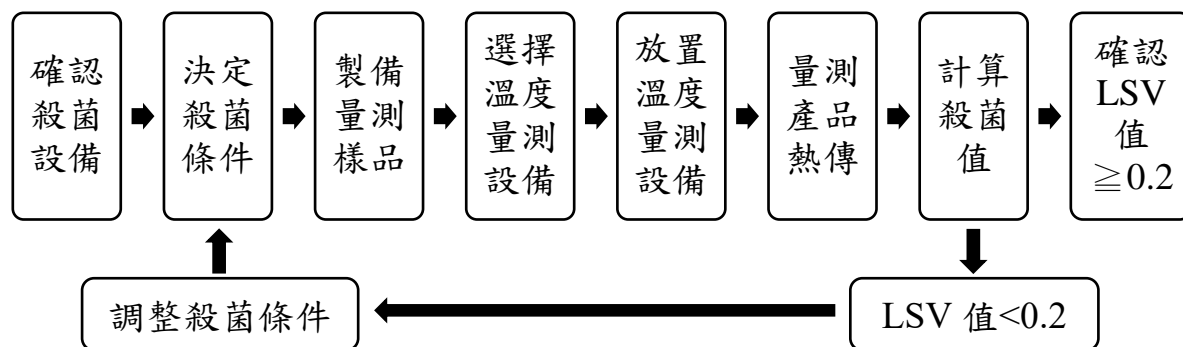 確認
殺菌
設備
決定
殺菌
條件
製備
量測
樣品
選擇
溫度
量測
設備
放置
溫度
量測
設備
量測
產品
熱傳
計算
殺菌
值
確認
LSV
值
≧0.2
調整殺菌條件
LSV 值<0.2